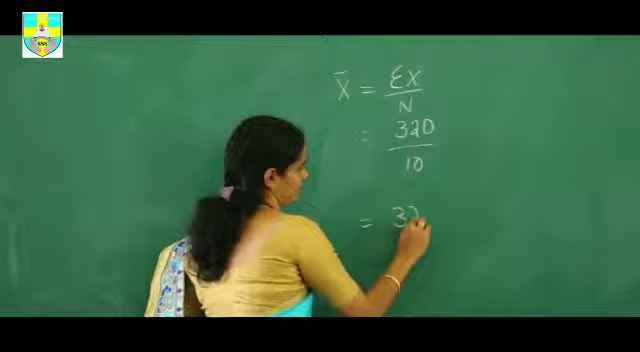 X̄ = ΣX
N
= 320
10
= 32